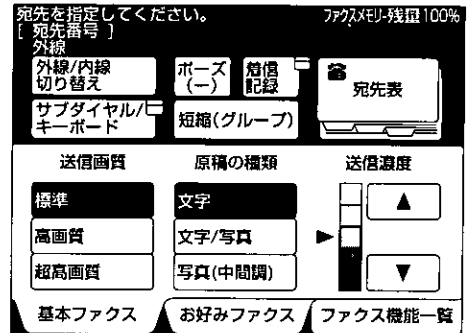 宛先を指定してください。 ファクスメモリー残量100%
[ 宛先番号 ]
外線
外線/内線
切り替え
ポーズ
(ー)
着信
記録
宛先表
サブダイヤル/
キーボード
短縮(グループ)
送信画質
原稿の種類
送信濃度
標準
文字
高画質
文字/写真
超高画質
写真(中間調)
基本ファクス
お好みファクス
ファクス機能一覧